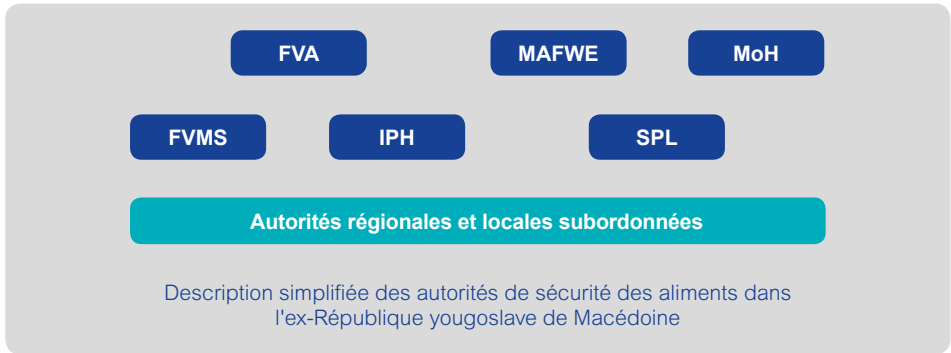 FVA
MAFWE
MoH
FVMS
IPH
SPL
Autorités régionales et locales subordonnées
Description simplifiée des autorités de sécurité des aliments dans
l'ex-République yougoslave de Macédoine